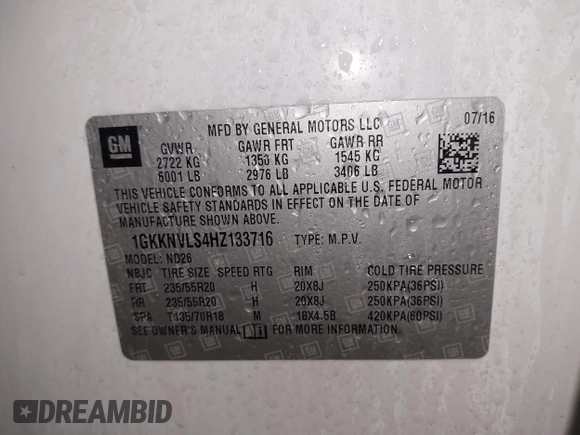 MFD BY GENERAL MOTORS LLC 07/16
GM GVWR GAWR FRT GAWR RR
2722 KG 1353 KG 1545 KG
6001 LB 2976 LB 3406 LB
THIS VEHICLE CONFORMS TO ALL APPLICABLE U.S. FEDERAL MOTOR
VEHICLE SAFETY STANDARDS IN EFFECT ON THE DATE OF
MANUFACTURE SHOWN ABOVE.
1GKKNVLS4HZ133716 TYPE: M.P.V.
MODEL: ND26
NBJC TIRE SIZE SPEED RTG RIM COLD TIRE PRESSURE
FRT 235/55R20 H 20X8J 250KPA(36PSI)
RR 235/55R20 H 20X8J 250KPA(36PSI)
SPA T135/70R18 M 18X4.5B 420KPA(60PSI)
SEE OWNER'S MANUAL FOR MORE INFORMATION.
DREAMBID